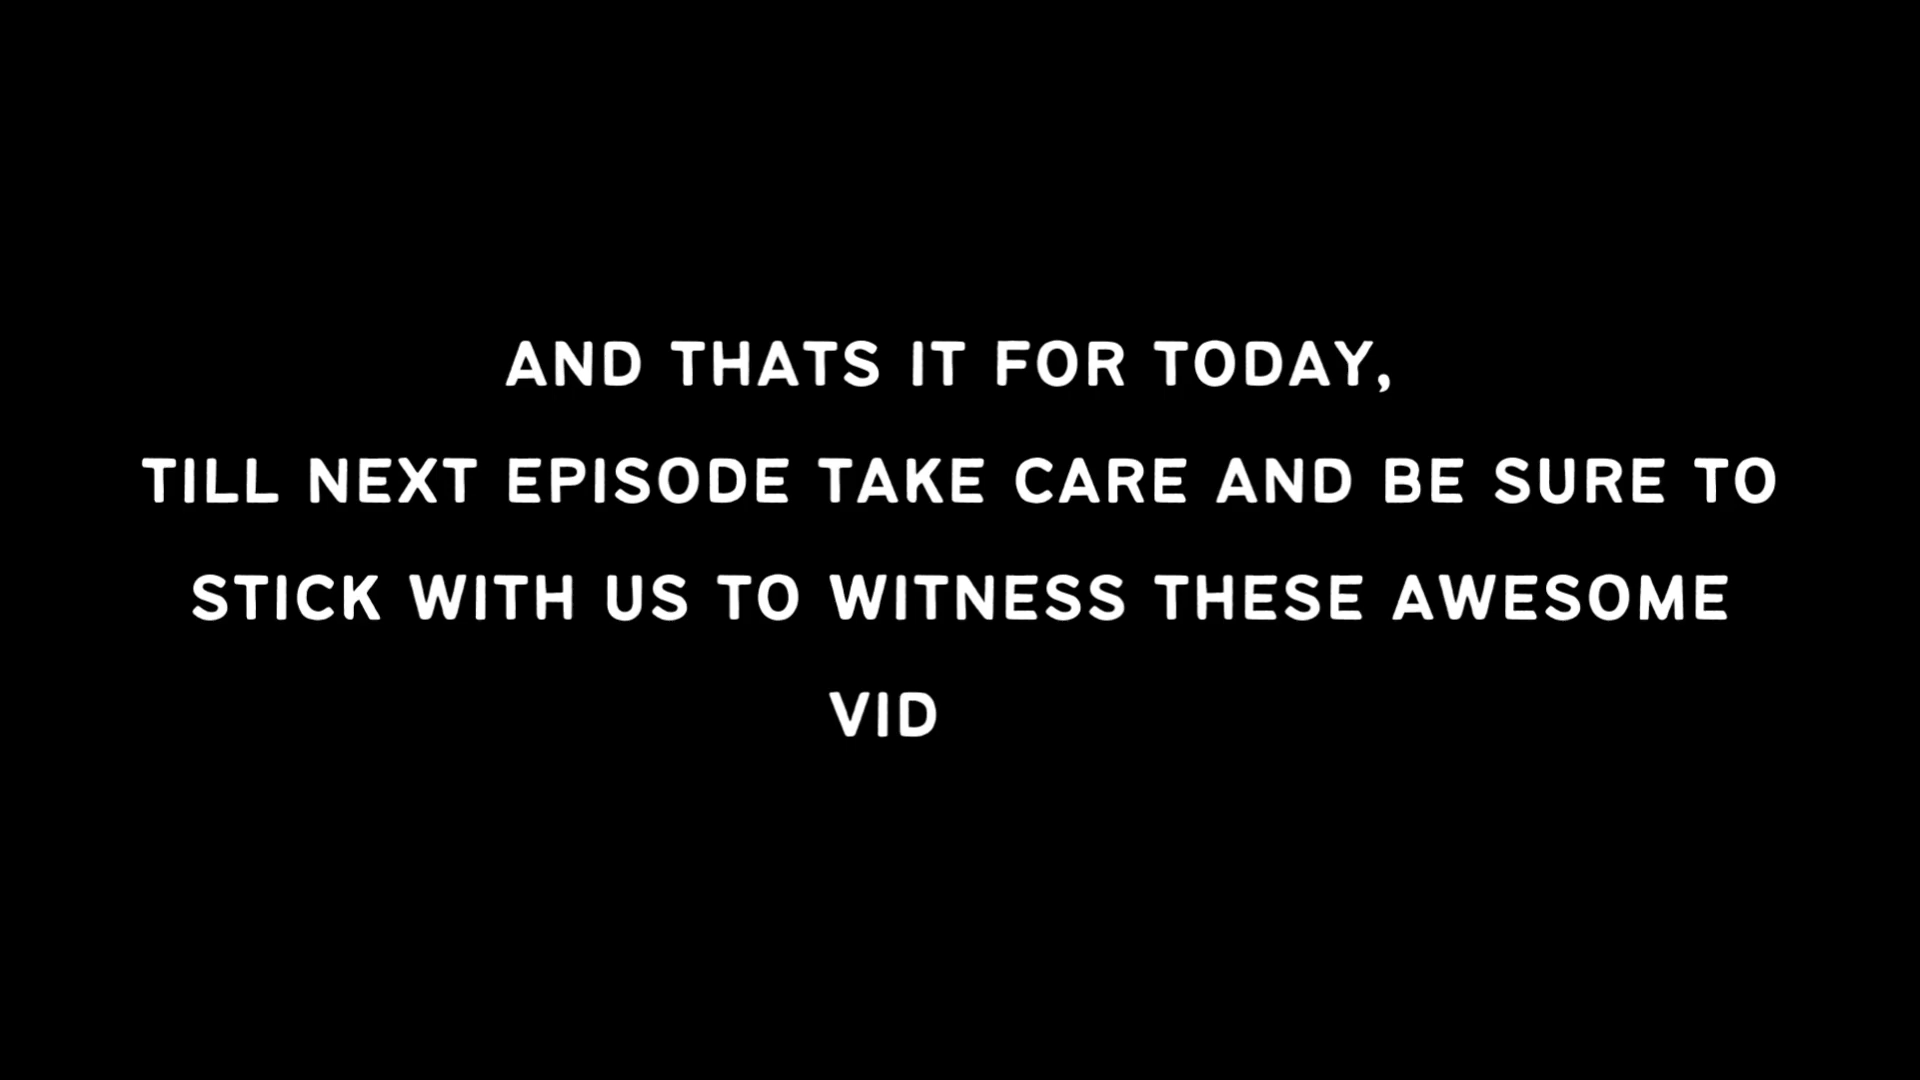 AND THATS IT FOR TODAY,
TILL NEXT EPISODE TAKE CARE AND BE SURE TO
STICK WITH US TO WITNESS THESE AWESOME
VID